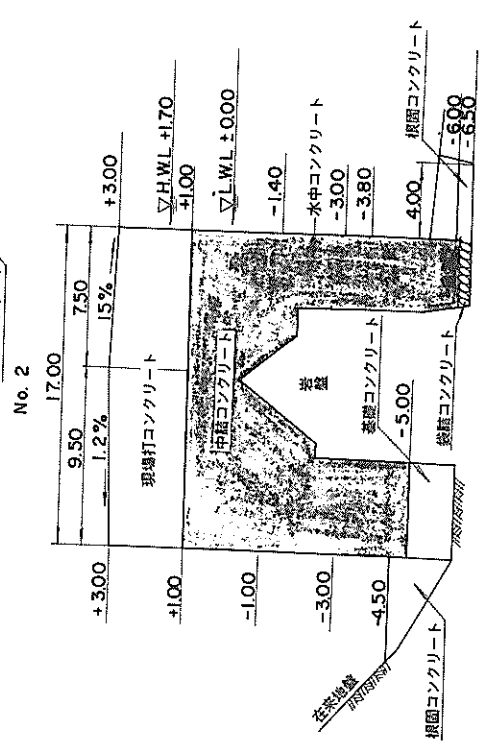 No. 2
17.00
9.50
7.50
1.2%
15%
+3.00
+3.00
現場打コンクリート
▽H.W.L +1.70
+1.00
+1.00
▽L.W.L ±0.00
中詰コンクリート
-1.00
-1.40
水中コンクリート
岩盤
-3.00
-3.00
-3.80
基礎コンクリート
4.00
-4.50
-5.00
在来地盤
袋詰コンクリート
-6.00
-6.50
根固コンクリート
根固コンクリート